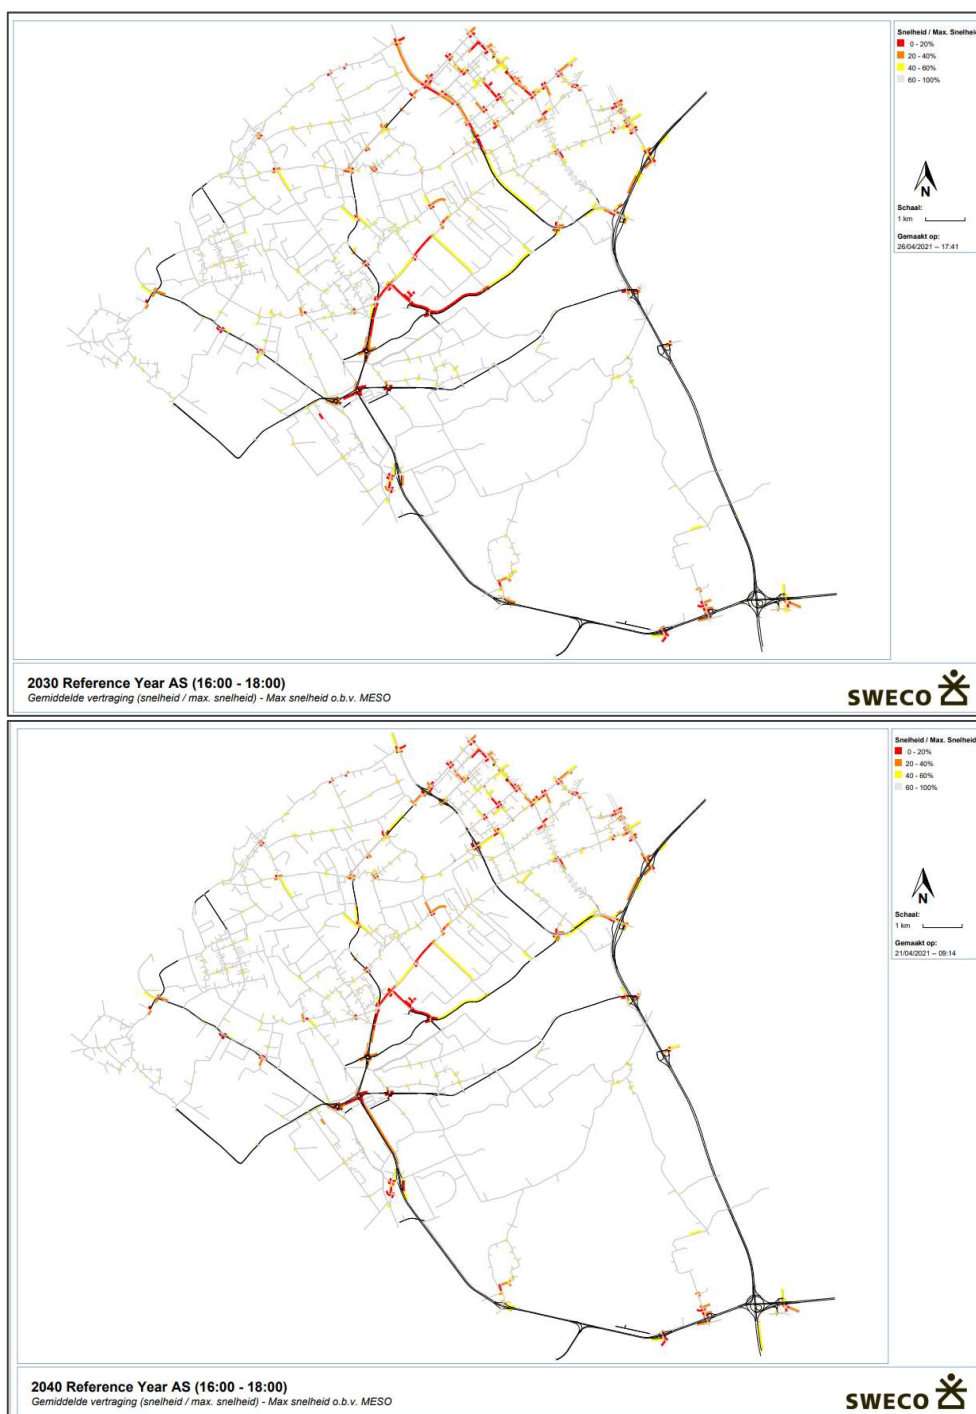 Snelheid / Max. Snelheid
0 - 20%
20 - 40%
40 - 60%
60 - 100%
N
Schaal:
1 km
Gemaakt op:
26/04/2021 – 17:41
2030 Reference Year AS (16:00 - 18:00)
Gemiddelde vertraging (snelheid / max. snelheid) - Max snelheid o.b.v. MESO
SWECO
Snelheid / Max. Snelheid
0 - 20%
20 - 40%
40 - 60%
60 - 100%
N
Schaal:
1 km
Gemaakt op:
21/04/2021 – 09:14
2040 Reference Year AS (16:00 - 18:00)
Gemiddelde vertraging (snelheid / max. snelheid) - Max snelheid o.b.v. MESO
SWECO